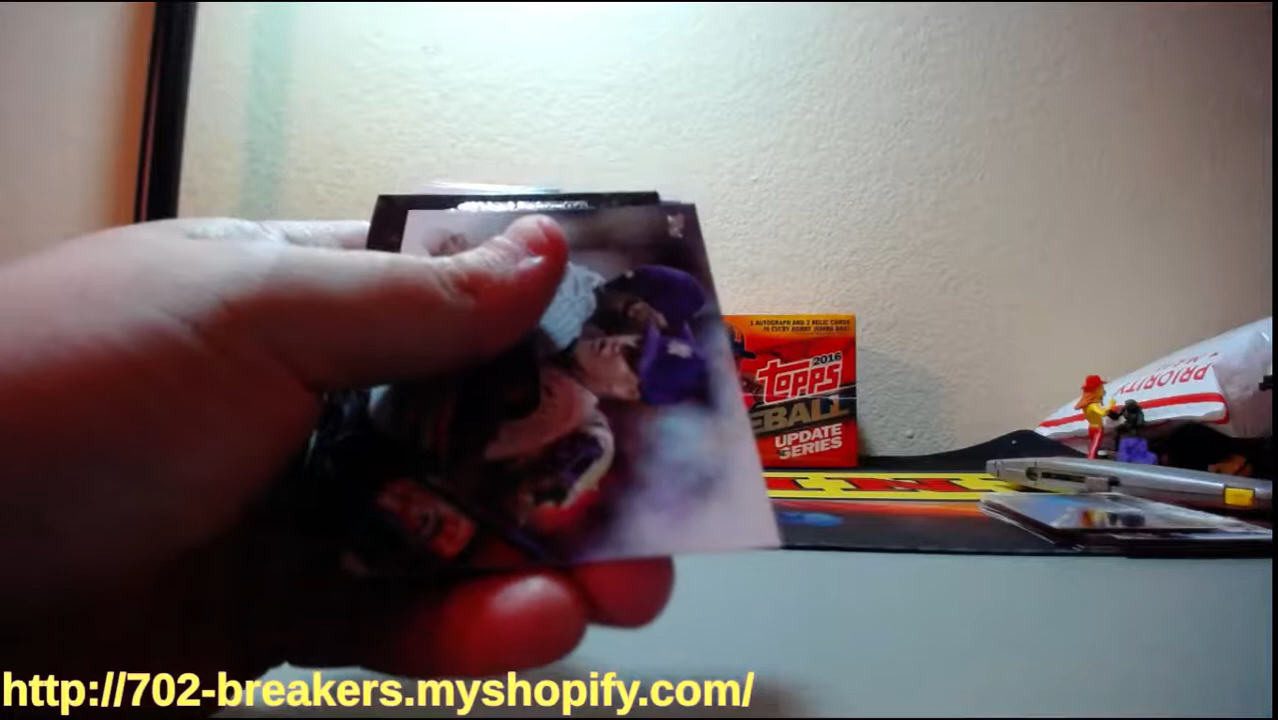 1 AUTOGRAPH AND 2 RELIC CARDS
IN EVERY HOBBY JUMBO BOX!
2016
TOPPS
EBALL
UPDATE
SERIES
PRIORITY
http://702-breakers.myshopify.com/